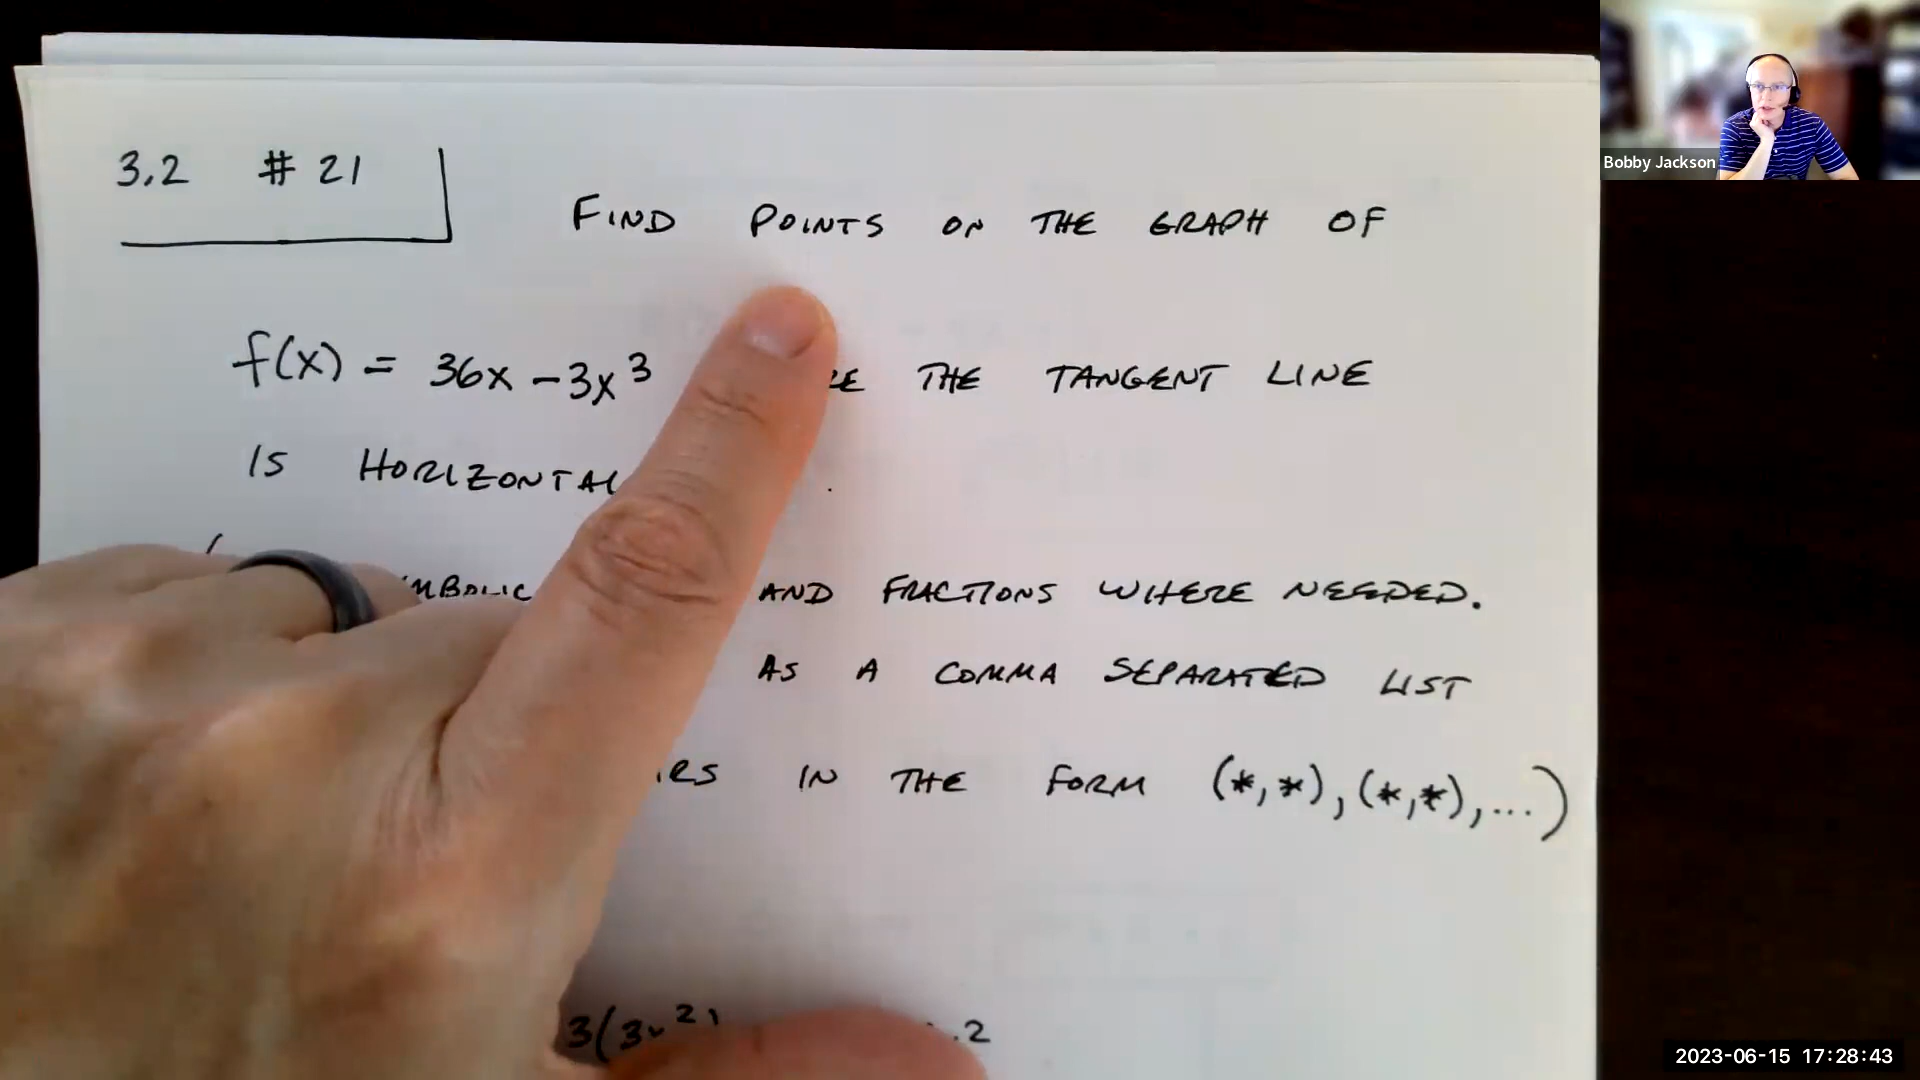 3.2 # 21
FIND POINTS ON THE GRAPH OF
f(x) = 36x - 3x³ THE TANGENT LINE
IS HORIZONTAL
AND FRACTIONS WHERE NEEDED.
AS A COMMA SEPARATED LIST
IN THE FORM (*,*), (*,*), ...)
Bobby Jackson
2023-06-15 17:28:43